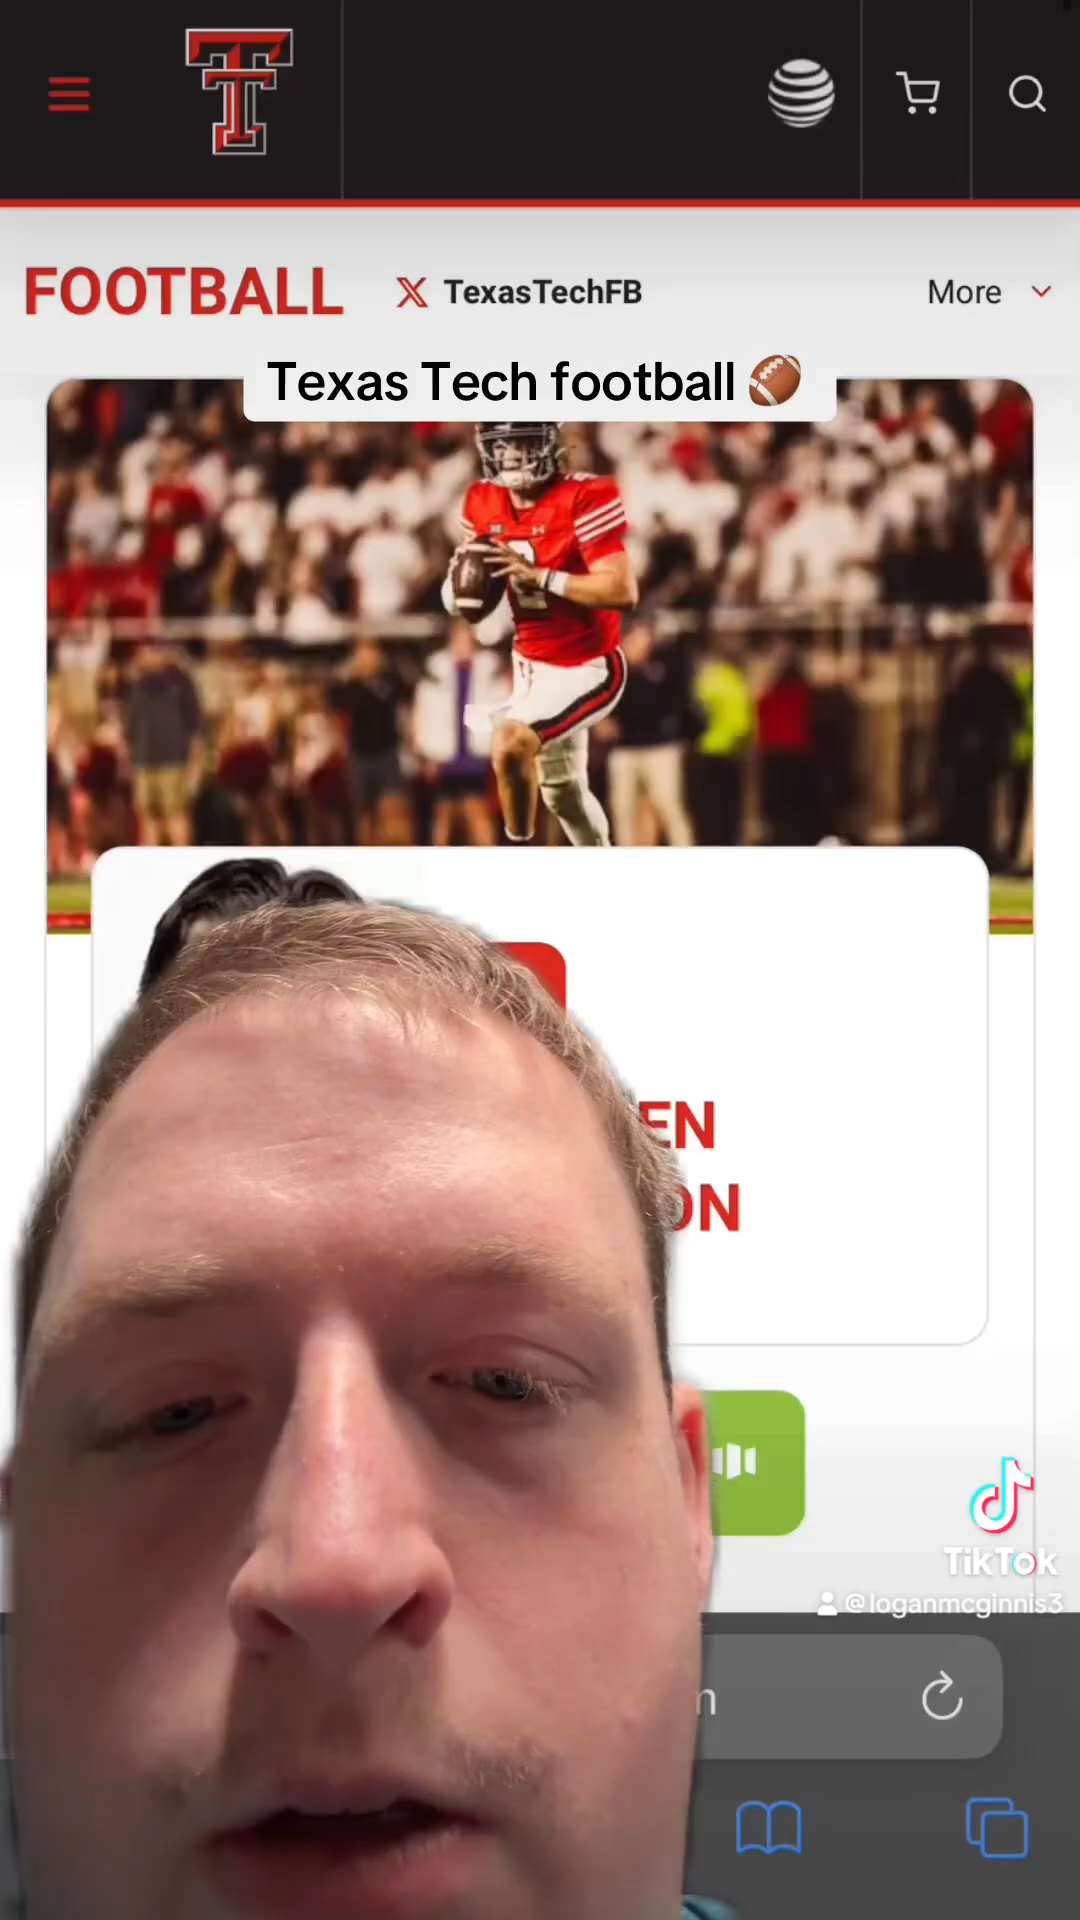 FOOTBALL
X TexasTechFB
More
Texas Tech football 🏈
EN
ON
TikTok
@loganmcginnis3
n